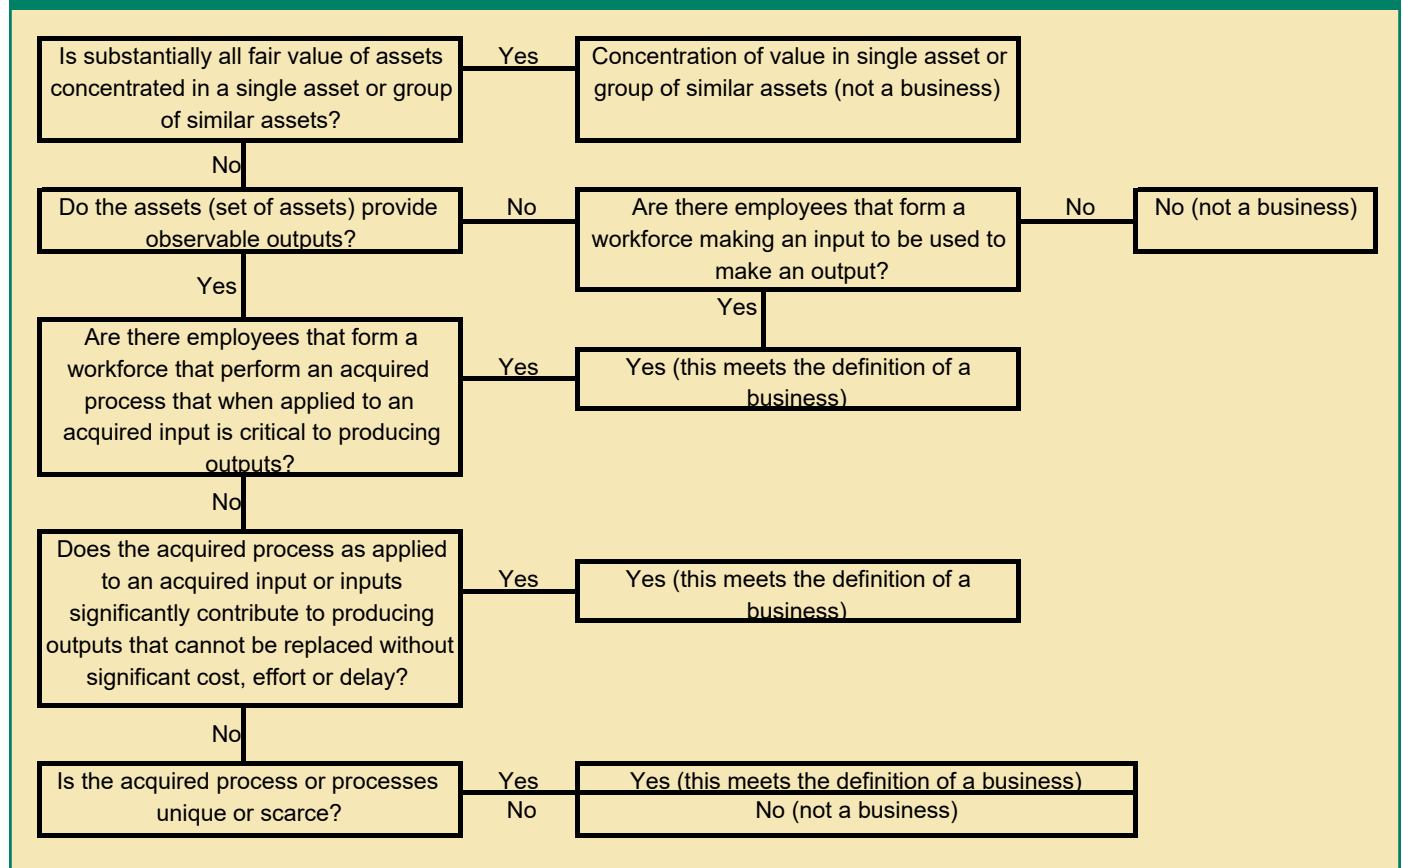 Is substantially all fair value of assets
concentrated in a single asset or group
of similar assets?
Yes
Concentration of value in single asset or
group of similar assets (not a business)
No
Do the assets (set of assets) provide
observable outputs?
No
Are there employees that form a
workforce making an input to be used to
make an output?
No
No (not a business)
Yes
Yes
Are there employees that form a
workforce that perform an acquired
process that when applied to an
acquired input is critical to producing
outputs?
Yes
Yes (this meets the definition of a
business)
No
Does the acquired process as applied
to an acquired input or inputs
significantly contribute to producing
outputs that cannot be replaced without
significant cost, effort or delay?
Yes
Yes (this meets the definition of a
business)
No
Is the acquired process or processes
unique or scarce?
Yes
Yes (this meets the definition of a business)
No
No (not a business)